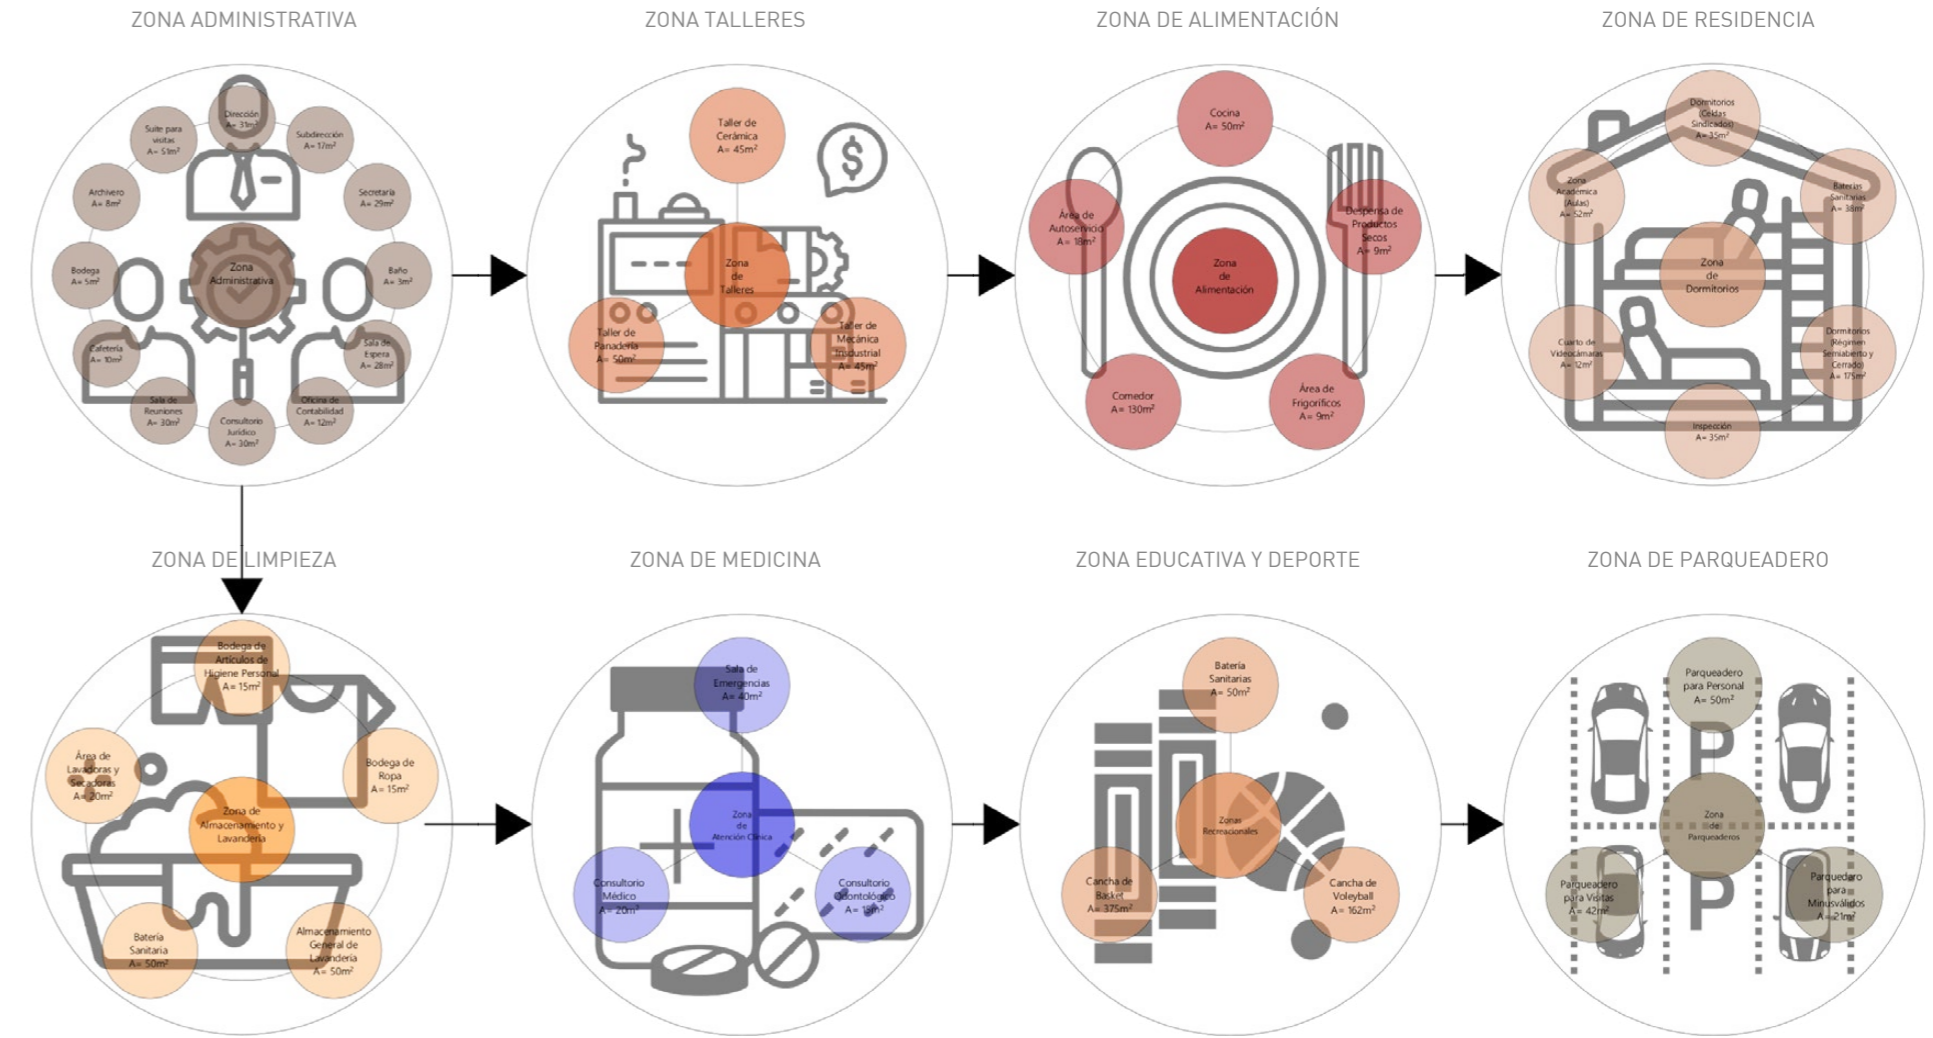 ZONA ADMINISTRATIVA
Dirección
A= 31m²
Subdirección
A= 17m²
Secretaría
A= 29m²
Baño
A= 3m²
Sala de
Espera
A= 28m²
Oficina de
Contabilidad
A= 12m²
Consultorio
Jurídico
A= 30m²
Sala de
Reuniones
A= 30m²
Cafetería
A= 10m²
Bodega
A= 5m²
Archivero
A= 8m²
Suite para
visitas
A= 51m²
Zona
Administrativa
ZONA TALLERES
Taller de
Cerámica
A= 45m²
$
Zona
de
Talleres
Taller de
Panadería
A= 50m²
Taller de
Mecánica
Insdustrial
A= 45m²
ZONA DE ALIMENTACIÓN
Cocina
A= 50m²
Área de
Autoservicio
A= 18m²
Despensa de
Productos
Secos
A= 9m²
Zona
de
Alimentación
Comedor
A= 130m²
Área de
Frigoríficos
A= 9m²
ZONA DE RESIDENCIA
Dormitorios
(Celdas
Sindicados)
A= 35m²
Zona
Académica
(Aulas)
A= 52m²
Baterías
Sanitarias
A= 38m²
Zona
de
Dormitorios
Cuarto de
Videocámaras
A= 12m²
Dormitorios
(Régimen
Semiabierto y
Cerrado)
A= 175m²
Inspección
A= 35m²
ZONA DE LIMPIEZA
Bodega de
Artículos de
Higiene Personal
A= 15m²
Área de
Lavadoras y
Secadoras
A= 20m²
Bodega de
Ropa
A= 15m²
Zona de
Almacenamiento y
Lavandería
Batería
Sanitaria
A= 50m²
Almacenamiento
General de
Lavandería
A= 50m²
ZONA DE MEDICINA
Sala de
Emergencias
A= 40m²
Zona
de
Atención Clínica
Consultorio
Médico
A= 20m²
Consultorio
Odontológico
A= 15m²
ZONA EDUCATIVA Y DEPORTE
Batería
Sanitarias
A= 50m²
Zonas
Recreacionales
Cancha de
Basket
A= 375m²
Cancha de
Voleyball
A= 162m²
ZONA DE PARQUEADERO
Parqueadero
para Personal
A= 50m²
P
Zona
de
Parqueaderos
Parqueadero
para Visitas
A= 42m²
P
Parquedaro
para
Minusválidos
A= 21m²